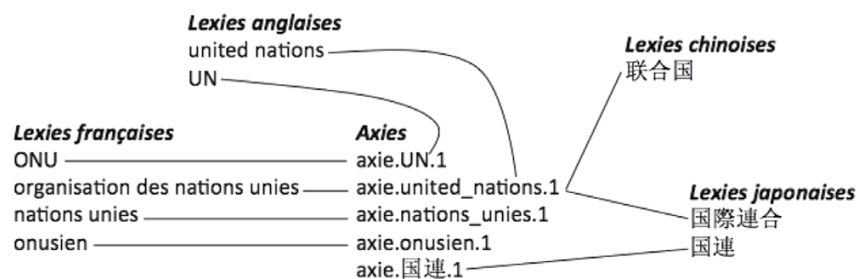 Lexies anglaises
united nations
UN
Lexies chinoises
联合国
Lexies françaises
ONU
organisation des nations unies
nations unies
onusien
Axies
axie.UN.1
axie.united_nations.1
axie.nations_unies.1
axie.onusien.1
axie.国連.1
Lexies japonaises
国際連合
国連